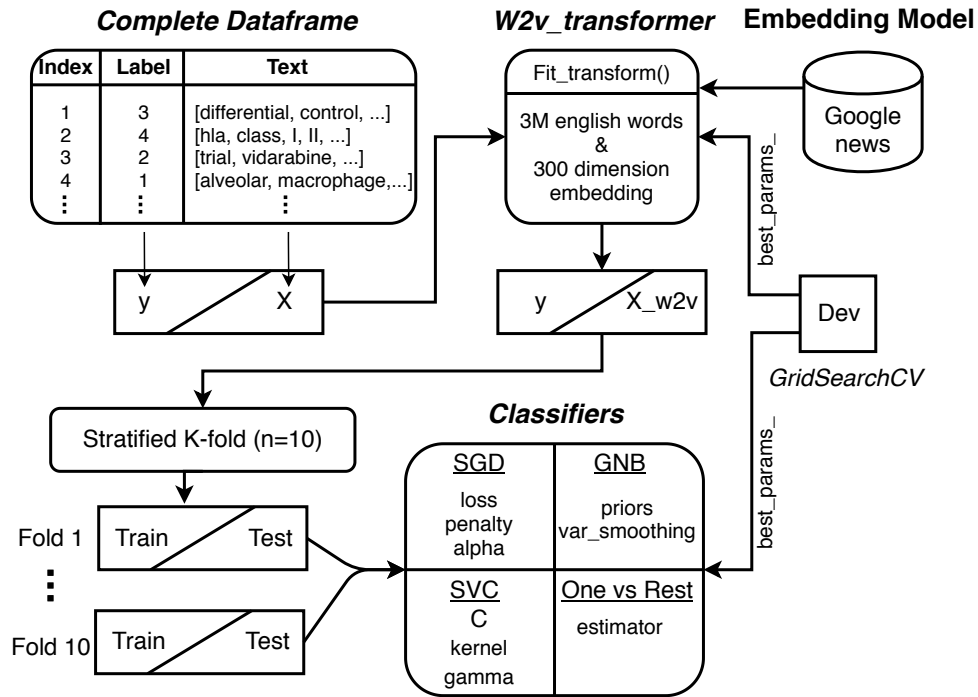 Complete Dataframe
Index Label Text
1 3 [differential, control, ...]
2 4 [hla, class, I, II, ...]
3 2 [trial, vidarabine, ...]
4 1 [alveolar, macrophage,...]
⋮ ⋮ ⋮
y X
W2v_transformer
Fit_transform()
3M english words
&
300 dimension
embedding
y X_w2v
Embedding Model
Google
news
best_params_
Dev
GridSearchCV
best_params_
Stratified K-fold (n=10)
Fold 1 Train Test
⋮
Fold 10 Train Test
Classifiers
SGD
loss
penalty
alpha
GNB
priors
var_smoothing
SVC
C
kernel
gamma
One vs Rest
estimator